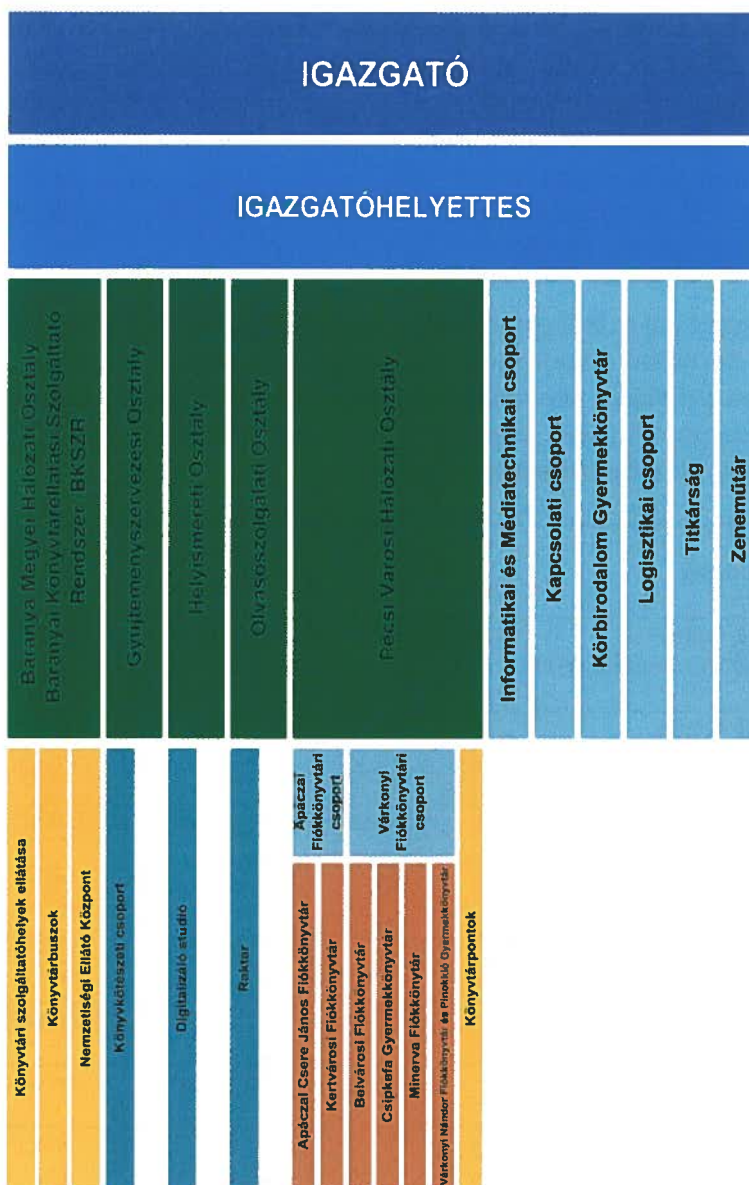 IGAZGATÓ
IGAZGATÓHELYETTES
Baranya Megyei Hálózati Osztály
Baranyai Könyvtárellátási Szolgáltató
Rendszer BKSZR
Gyűjteményszervezési Osztály
Helyismereti Osztály
Olvasószolgálati Osztály
Pécsi Városi Hálózati Osztály
Informatikai és Médiatechnikai csoport
Kapcsolati csoport
Körbirodalom Gyermekkönyvtár
Logisztikai csoport
Titkárság
Zeneműtár
Könyvtári szolgáltatóhelyek ellátása
Könyvtárbuszok
Nemzetiségi Ellátó Központ
Könyvkötészeti csoport
Digitalizáló stúdió
Raktár
Apáczai
Fiókkönyvtári
csoport
Várkonyi
Fiókkönyvtári
csoport
Apáczai Csere János Fiókkönyvtár
Kertvárosi Fiókkönyvtár
Belvárosi Fiókkönyvtár
Csipkefa Gyermekkönyvtár
Minerva Fiókkönytár
Várkonyi Nándor Fiókkönyvtár és Pinokkió Gyermekkönyvtár
Könyvtárpontok